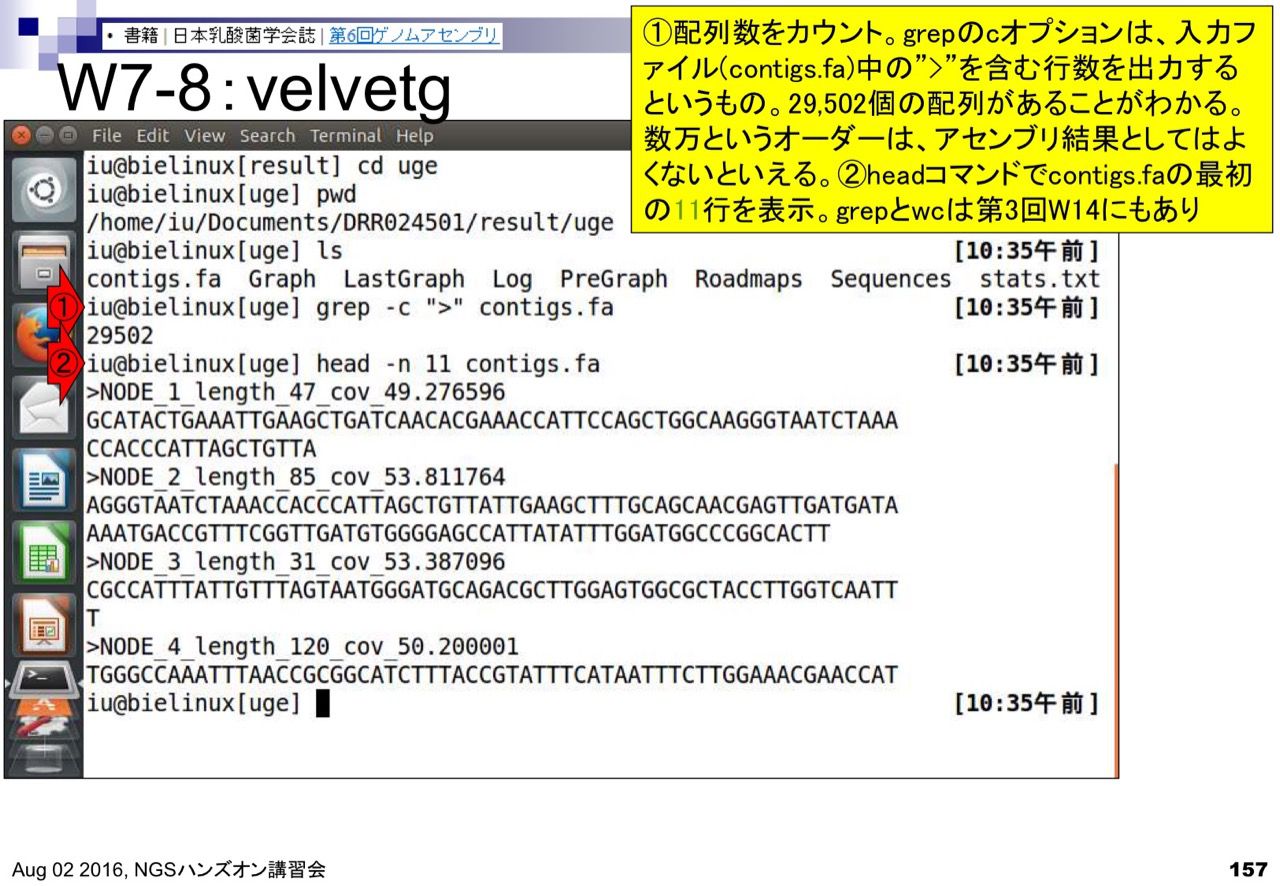 • 書籍 | 日本乳酸菌学会誌 | 第6回ゲノムアセンブリ
W7-8：velvetg
①配列数をカウント。grepのcオプションは、入力フ
ァイル(contigs.fa)中の”>”を含む行数を出力する
というもの。29,502個の配列があることがわかる。
数万というオーダーは、アセンブリ結果としてはよ
くないといえる。②headコマンドでcontigs.faの最初
の11行を表示。grepとwcは第3回W14にもあり
File Edit View Search Terminal Help
iu@bielinux[result] cd uge
iu@bielinux[uge] pwd
/home/iu/Documents/DRR024501/result/uge
iu@bielinux[uge] ls [10:35午前]
contigs.fa Graph LastGraph Log PreGraph Roadmaps Sequences stats.txt
① iu@bielinux[uge] grep -c ">" contigs.fa [10:35午前]
29502
② iu@bielinux[uge] head -n 11 contigs.fa [10:35午前]
>NODE_1_length_47_cov_49.276596
GCATACTGAAATTGAAGCTGATCAACACGAAACCATTCCAGCTGGCAAGGGTAATCTAAA
CCACCCATTAGCTGTTA
>NODE_2_length_85_cov_53.811764
AGGGTAATCTAAACCACCCATTAGCTGTTATTGAAGCTTTGCAGCAACGAGTTGATGATA
AAATGACCGTTTCGGTTGATGTGGGGAGCCATTATATTTGGATGGCCCGGCACTT
>NODE_3_length_31_cov_53.387096
CGCCATTTATTGTTTAGTAATGGGATGCAGACGCTTGGAGTGGCGCTACCTTGGTCAATT
T
>NODE_4_length_120_cov_50.200001
TGGGCCAAATTTAACCGCGGCATCTTTACCGTATTTCATAATTTCTTGGAAACGAACCAT
iu@bielinux[uge] [10:35午前]
Aug 02 2016, NGSハンズオン講習会
157